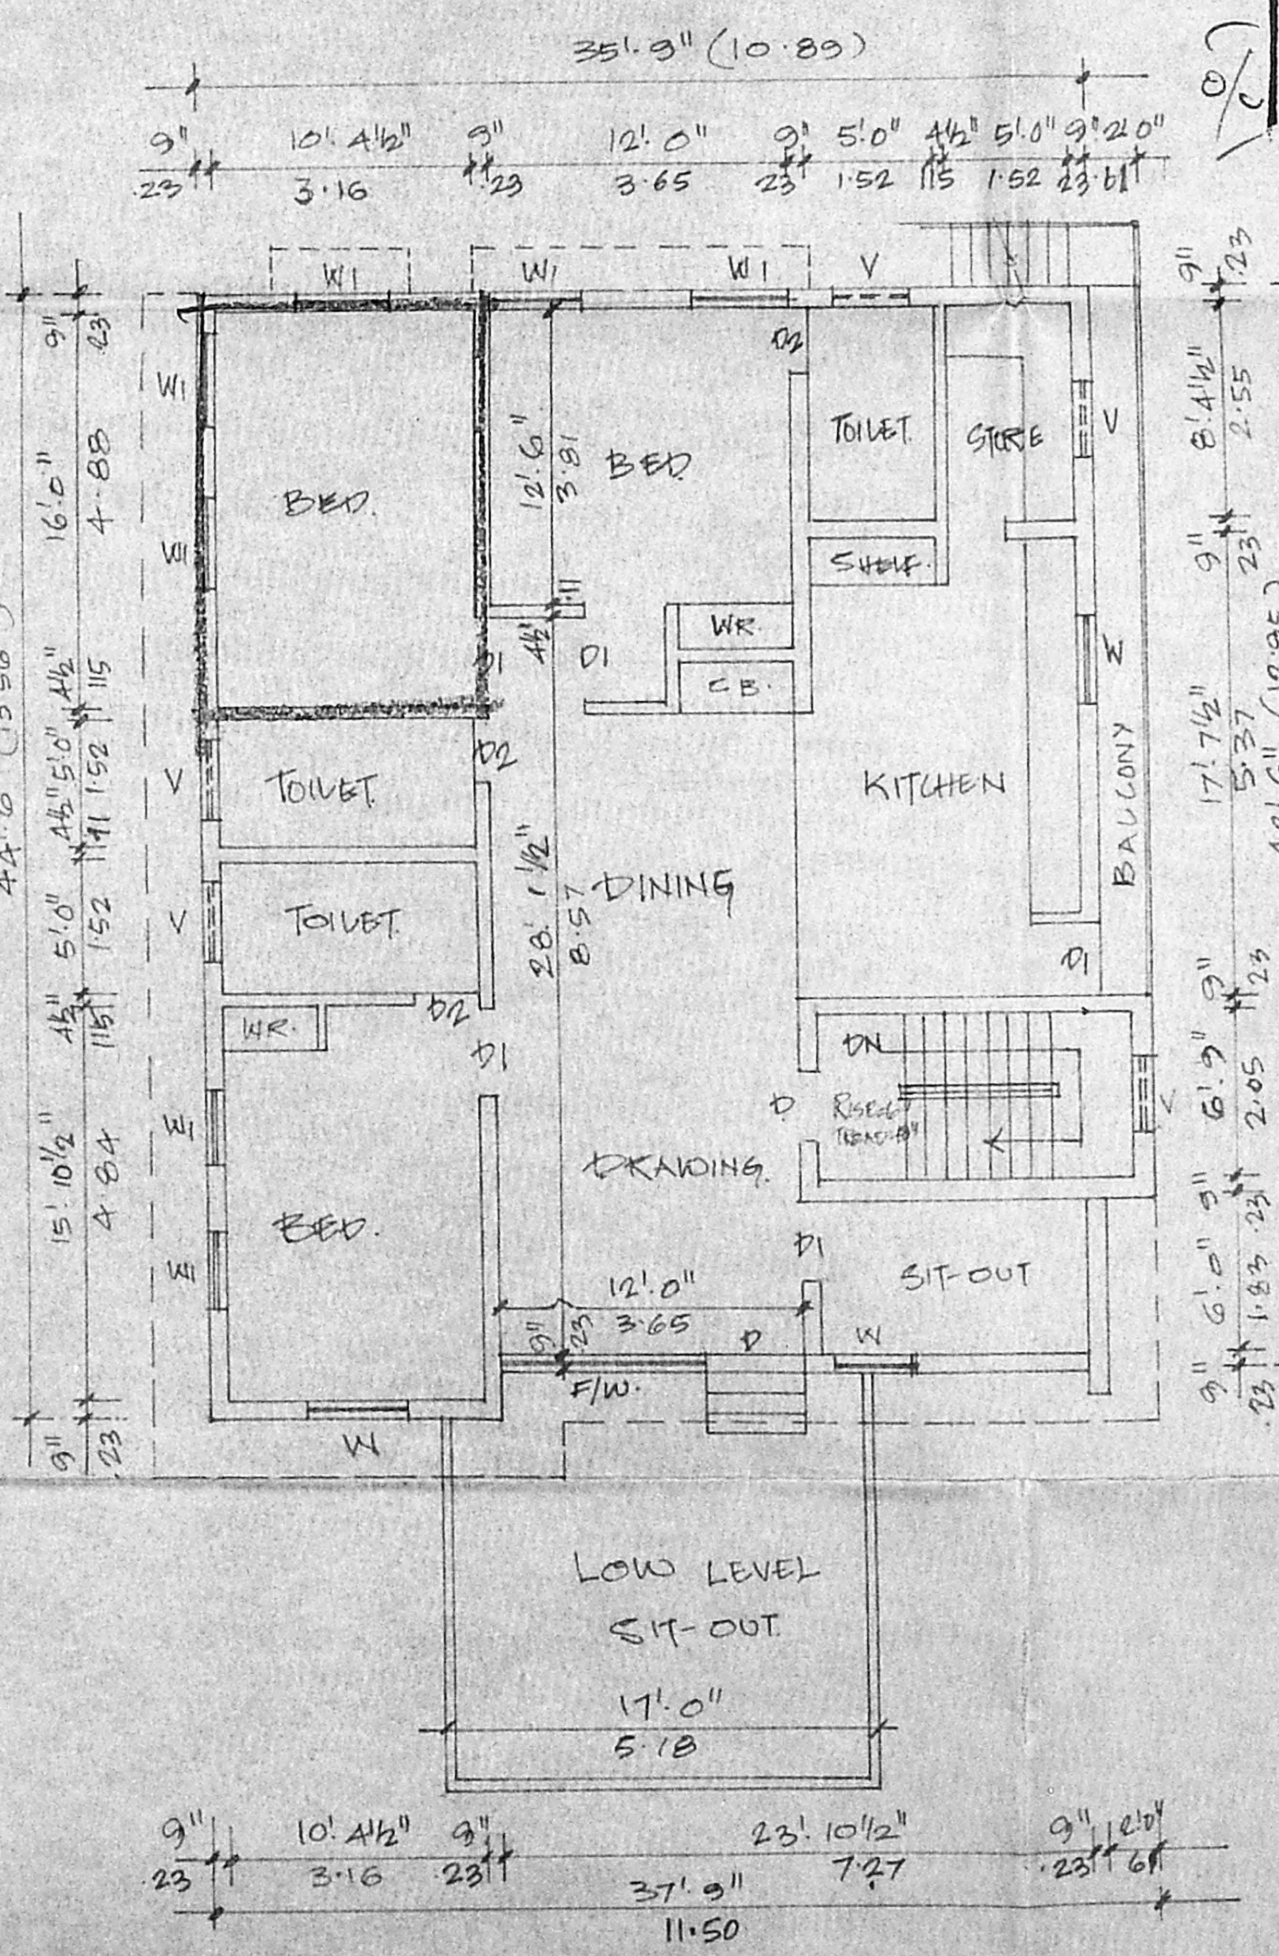 35'.9" (10.89)
O/C
9" 10'.4½" 9" 12'.0" 9" 5'.0" 4½" 5'.0" 9" 2'.0"
.23 3.16 .23 3.65 23 1.52 115 1.52 23 .61
W1 W1 W1 V
9" .23
9" 23
D2
W1
TOILET.
STORE
V
8'.4½" 2.55
16'.0" 4.88
BED.
12'.6" 3.81
BED.
W1
SHELF.
9" 23
.11
4½"
WR.
D1 D1
C.B.
W
4½" 115
D2
V
TOILET.
KITCHEN
BALCONY
17'.7½" 5.37
5'.0" 1.52
4½" 11
28'. 1½" 8.57
DINING
V
TOILET.
5'.0" 1.52
D1
D2
WR.
4½" 115
9" 23
D1
DN
D
V
6'.9" 2.05
W1
15'.10½" 4.84
DRAWING.
9" .23
BED.
D1
SIT-OUT
W1
12'.0"
3.65
9" .23
6'.0" 1.83
D
W
F/W.
9" .23
W
9" .23
LOW LEVEL
SIT-OUT.
17'.0"
5.18
9" 10'.4½" 9" 23'.10½" 9" 2'.0"
.23 3.16 .23 7.27 .23 61
37'.9"
11.50